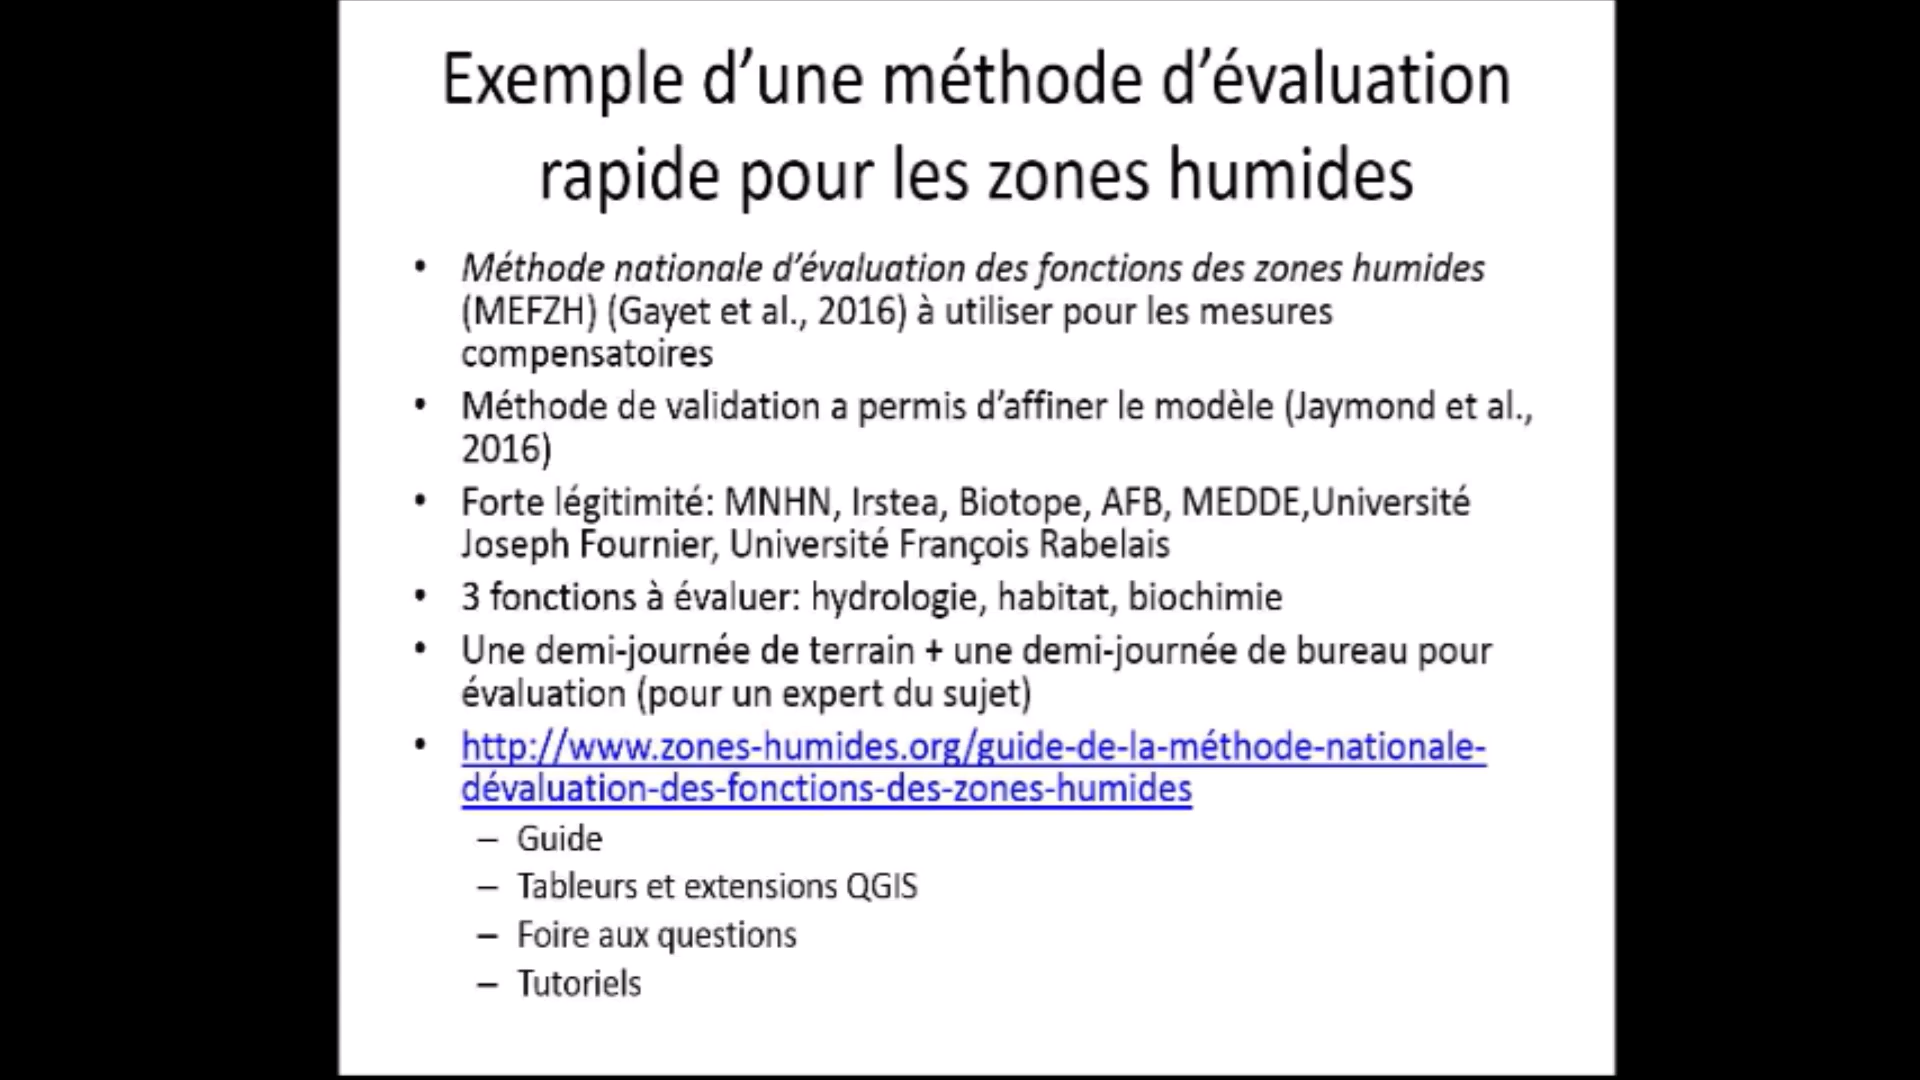 Exemple d’une méthode d’évaluation
rapide pour les zones humides
• Méthode nationale d’évaluation des fonctions des zones humides
(MEFZH) (Gayet et al., 2016) à utiliser pour les mesures
compensatoires
• Méthode de validation a permis d’affiner le modèle (Jaymond et al.,
2016)
• Forte légitimité: MNHN, Irstea, Biotope, AFB, MEDDE,Université
Joseph Fournier, Université François Rabelais
• 3 fonctions à évaluer: hydrologie, habitat, biochimie
• Une demi-journée de terrain + une demi-journée de bureau pour
évaluation (pour un expert du sujet)
• http://www.zones-humides.org/guide-de-la-méthode-nationale-
dévaluation-des-fonctions-des-zones-humides
– Guide
– Tableurs et extensions QGIS
– Foire aux questions
– Tutoriels